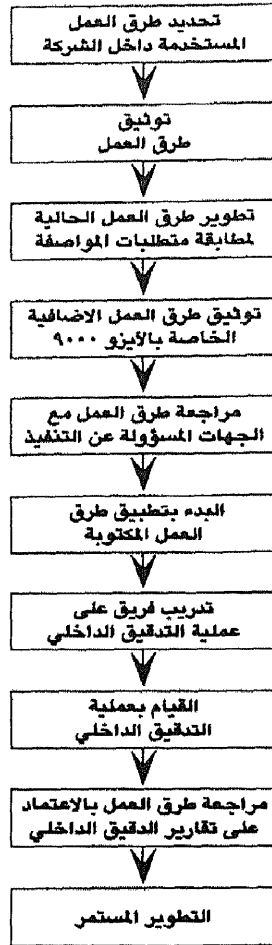 تحديد طرق العمل
المستخدمة داخل الشركة
توثيق
طرق العمل
تطوير طرق العمل الحالية
لمطابقة متطلبات المواصفة
توثيق طرق العمل الاضافية
الخاصة بالآيزو ٩٠٠٠
مراجعة طرق العمل مع
الجهات المسؤولة عن التنفيذ
البدء بتطبيق طرق
العمل المكتوبة
تدريب فريق على
عملية التدقيق الداخلي
القيام بعملية
التدقيق الداخلي
مراجعة طرق العمل بالاعتماد
على تقارير الدقيق الداخلي
التطوير المستمر